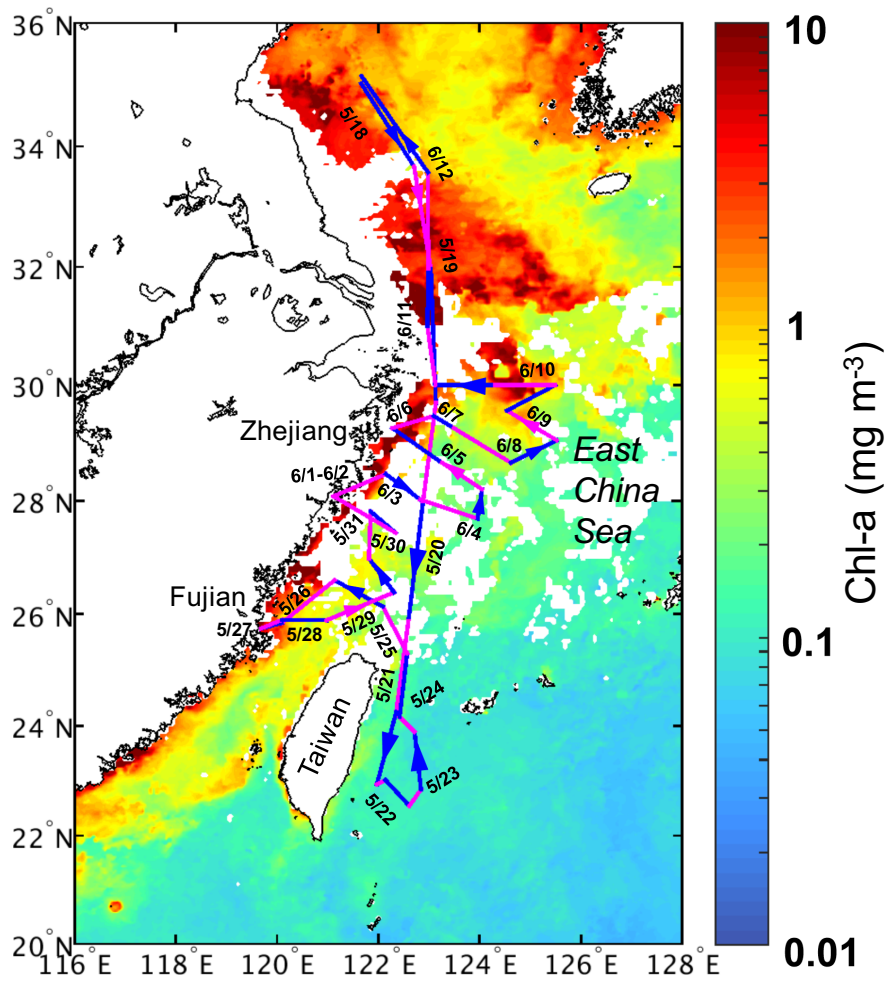 36°N
34°N
32°N
30°N
28°N
26°N
24°N
22°N
20°N
116°E
118°E
120°E
122°E
124°E
126°E
128°E
5/18
6/12
5/19
6/11
6/10
6/9
6/6
6/7
6/8
6/5
Zhejiang
East
China
Sea
6/1-6/2
6/3
6/4
5/31
5/30
5/20
Fujian
5/26
5/27
5/28
5/29
5/25
5/21
5/24
Taiwan
5/23
5/22
10
1
0.1
0.01
Chl-a (mg m-3)